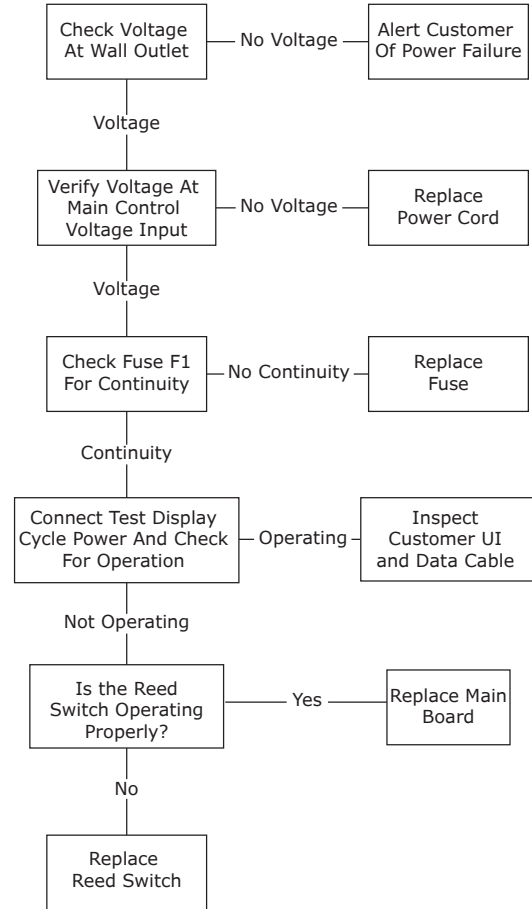 Check Voltage
At Wall Outlet
No Voltage
Alert Customer
Of Power Failure
Voltage
Verify Voltage At
Main Control
Voltage Input
No Voltage
Replace
Power Cord
Voltage
Check Fuse F1
For Continuity
No Continuity
Replace
Fuse
Continuity
Connect Test Display
Cycle Power And Check
For Operation
Operating
Inspect
Customer UI
and Data Cable
Not Operating
Is the Reed
Switch Operating
Properly?
Yes
Replace Main
Board
No
Replace
Reed Switch